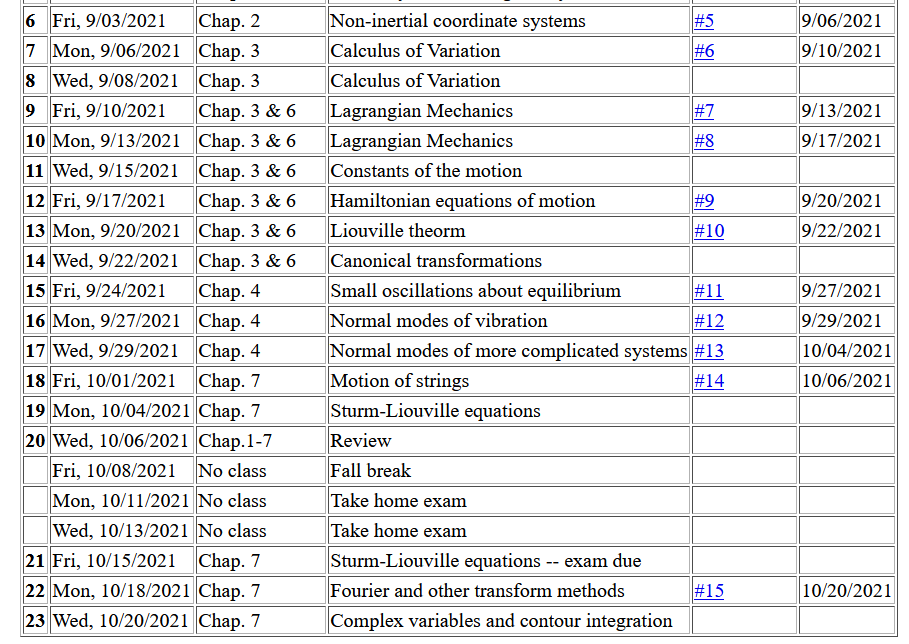 6 Fri, 9/03/2021 Chap. 2 Non-inertial coordinate systems #5 9/06/2021
7 Mon, 9/06/2021 Chap. 3 Calculus of Variation #6 9/10/2021
8 Wed, 9/08/2021 Chap. 3 Calculus of Variation
9 Fri, 9/10/2021 Chap. 3 & 6 Lagrangian Mechanics #7 9/13/2021
10 Mon, 9/13/2021 Chap. 3 & 6 Lagrangian Mechanics #8 9/17/2021
11 Wed, 9/15/2021 Chap. 3 & 6 Constants of the motion
12 Fri, 9/17/2021 Chap. 3 & 6 Hamiltonian equations of motion #9 9/20/2021
13 Mon, 9/20/2021 Chap. 3 & 6 Liouville theorm #10 9/22/2021
14 Wed, 9/22/2021 Chap. 3 & 6 Canonical transformations
15 Fri, 9/24/2021 Chap. 4 Small oscillations about equilibrium #11 9/27/2021
16 Mon, 9/27/2021 Chap. 4 Normal modes of vibration #12 9/29/2021
17 Wed, 9/29/2021 Chap. 4 Normal modes of more complicated systems #13 10/04/2021
18 Fri, 10/01/2021 Chap. 7 Motion of strings #14 10/06/2021
19 Mon, 10/04/2021 Chap. 7 Sturm-Liouville equations
20 Wed, 10/06/2021 Chap.1-7 Review
Fri, 10/08/2021 No class Fall break
Mon, 10/11/2021 No class Take home exam
Wed, 10/13/2021 No class Take home exam
21 Fri, 10/15/2021 Chap. 7 Sturm-Liouville equations -- exam due
22 Mon, 10/18/2021 Chap. 7 Fourier and other transform methods #15 10/20/2021
23 Wed, 10/20/2021 Chap. 7 Complex variables and contour integration